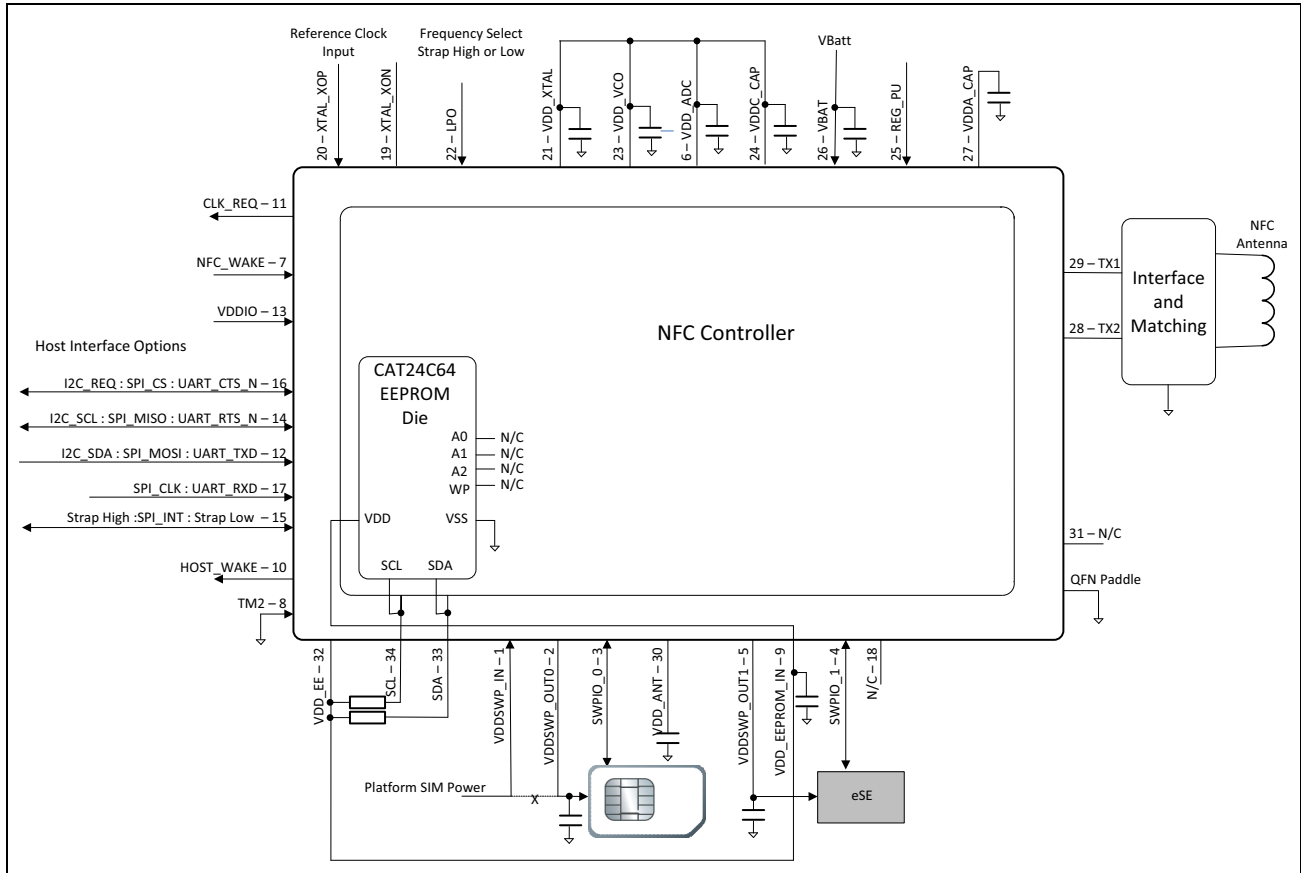 Reference Clock
Input
Frequency Select
Strap High or Low
VBatt
20 – XTAL_XOP
19 – XTAL_XON
22 – LPO
21 – VDD_XTAL
23 – VDD_VCO
6 – VDD_ADC
24 – VDDC_CAP
26 – VBAT
25 – REG_PU
27 – VDDA_CAP
CLK_REQ – 11
NFC_WAKE – 7
VDDIO – 13
Host Interface Options
I2C_REQ : SPI_CS : UART_CTS_N – 16
I2C_SCL : SPI_MISO : UART_RTS_N – 14
I2C_SDA : SPI_MOSI : UART_TXD – 12
SPI_CLK : UART_RXD – 17
Strap High :SPI_INT : Strap Low – 15
HOST_WAKE – 10
TM2 – 8
NFC Controller
CAT24C64
EEPROM
Die
A0
N/C
A1
N/C
A2
N/C
WP
N/C
VDD
VSS
SCL
SDA
29 – TX1
28 – TX2
Interface
and
Matching
NFC
Antenna
31 – N/C
QFN Paddle
VDD_EE – 32
SCL – 34
SDA – 33
VDDSWP_IN – 1
VDDSWP_OUT0 – 2
SWPIO_0 – 3
VDD_ANT – 30
VDDSWP_OUT1 – 5
VDD_EEPROM_IN – 9
SWPIO_1 – 4
N/C – 18
Platform SIM Power
X
eSE